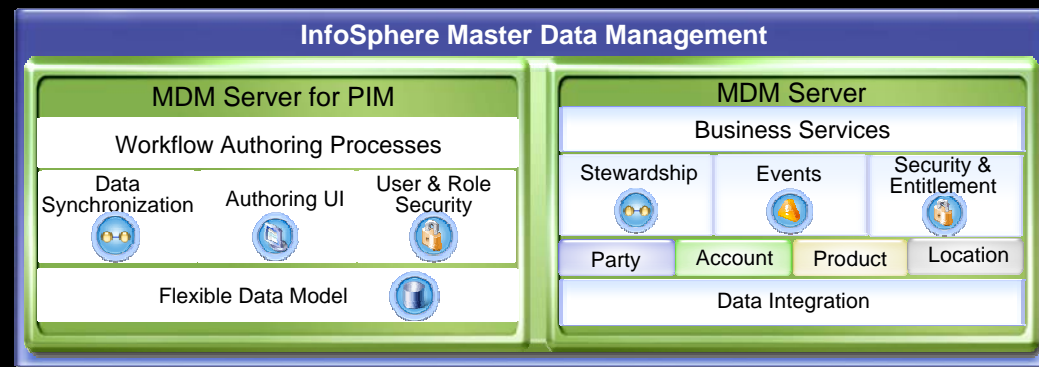 InfoSphere Master Data Management
MDM Server for PIM
Workflow Authoring Processes
Data
Synchronization
Authoring UI
User & Role
Security
Flexible Data Model
MDM Server
Business Services
Stewardship
Events
Security &
Entitlement
Party
Account
Product
Location
Data Integration